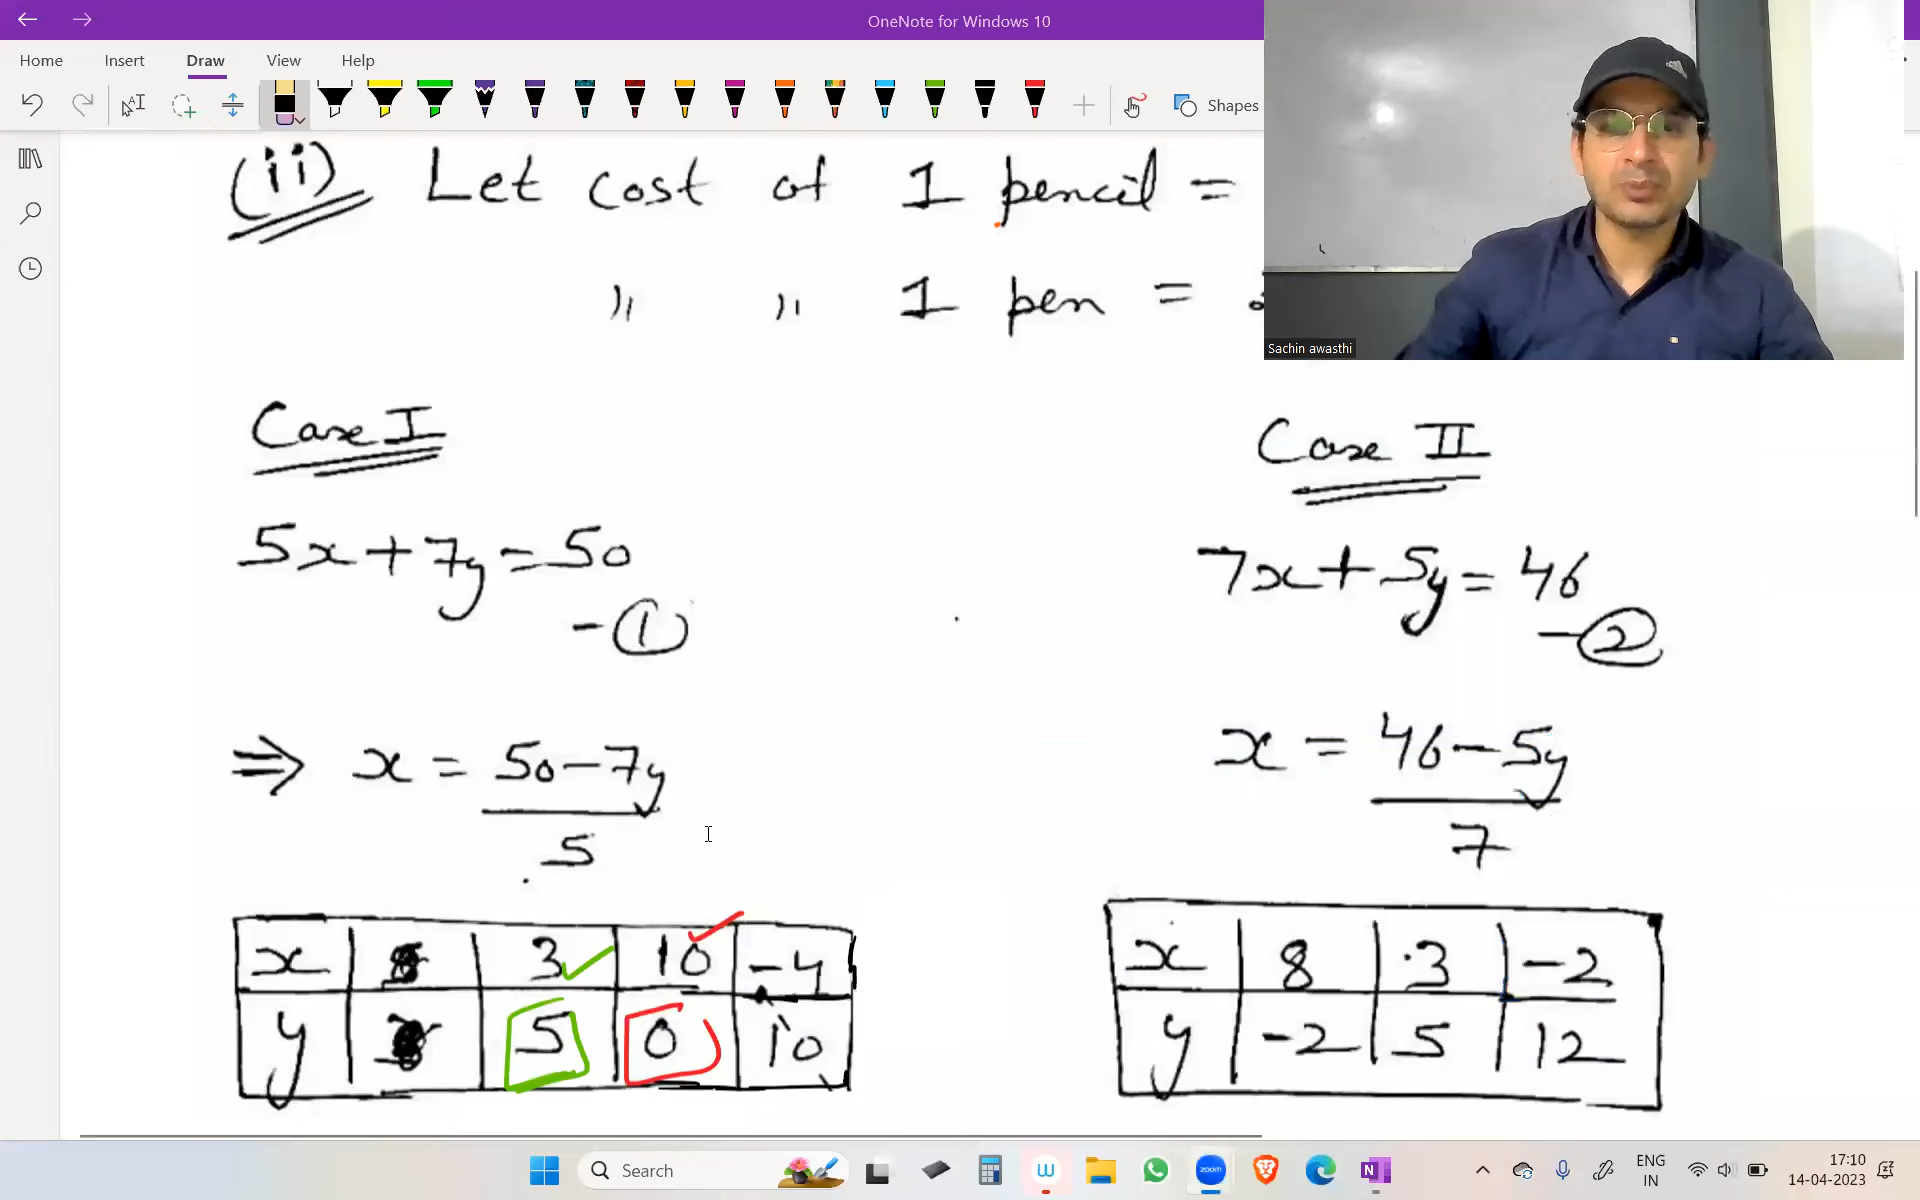 OneNote for Windows 10
Home Insert Draw View Help
Shapes
(ii) Let cost of 1 pencil =
" " 1 pen =
Sachin awasthi
Case I
5x+7y=50
-①
⇒ x = 50-7y
5
x 3 10 -4
y 5 0 10
Case II
7x+5y=46
-②
x = 46-5y
7
x 8 3 -2
y -2 5 12
Search
zoom
ENG
IN
17:10
14-04-2023